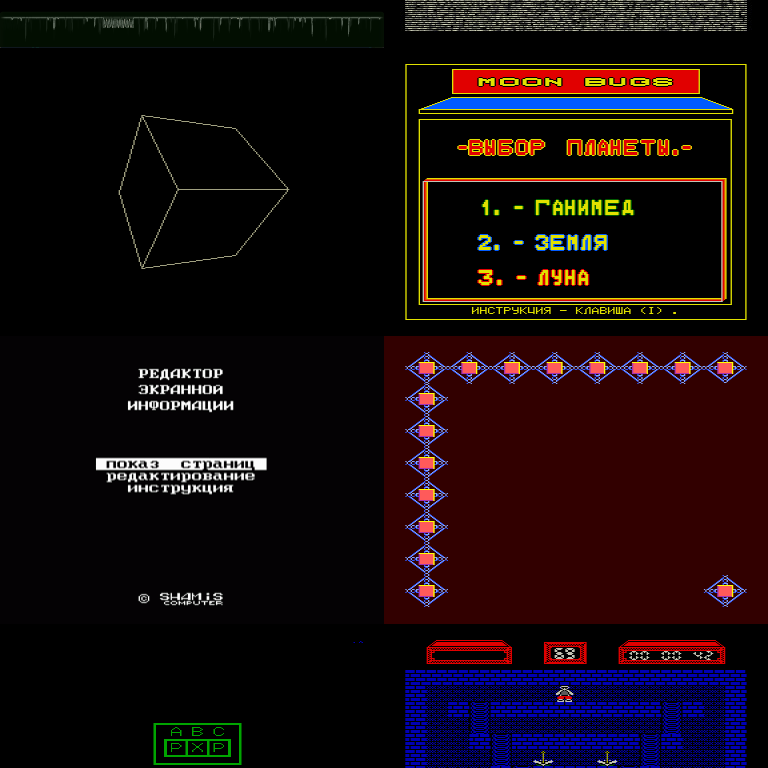 MOON BUGS
-ВЫБОР ПЛАНЕТЫ.-
1. - ГАНИМЕД
2. - ЗЕМЛЯ
3. - ЛУНА
ИНСТРУКЦИЯ - КЛАВИША (I) .
РЕДАКТОР
ЭКРАННОЙ
ИНФОРМАЦИИ
показ страниц
редактирование
инструкция
© SHAMIS
COMPUTER
69
00 00 42
A B C
P X P